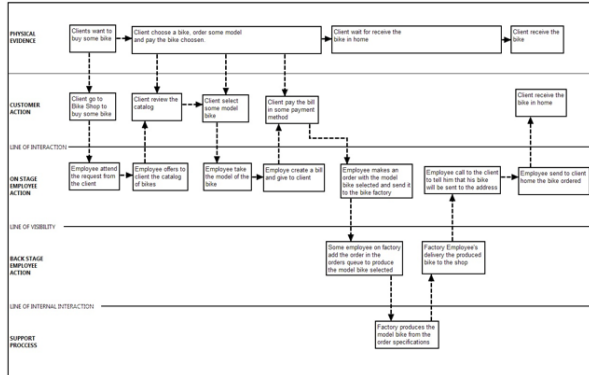 PHYSICAL
EVIDENCE
Clients want to
buy some bike
Client choose a bike, order some model
and pay the bike choosen.
Client wait for receive the
bike in home
Client receive the
bike
CUSTOMER
ACTION
Client go to
Bike Shop to
buy some bike
Client review the
catalog
Client select
some model
bike
Client pay the bill
in some payment
method
Client receive the
bike in home
LINE OF INTERACTION
ON STAGE
EMPLOYEE
ACTION
Employee attend
the request from
the client
Employee offers to
client the catalog
of bikes
Employee take
the model of the
bike
Employ create a bill
and give to client
Employee makes an
order with the model
bike selected and send it
to the bike factory
Employee call to the client
to tell him that his bike
will be sent to the address
Employee send to client
home the bike ordered
LINE OF VISIBILITY
BACK STAGE
EMPLOYEE
ACTION
Some employee on factory
add the order in the
orders queue to produce
the model bike selected
Factory Employee's
delivery the produced
bike to the shop
LINE OF INTERNAL INTERACTION
SUPPORT
PROCCESS
Factory produces the
model bike from the
order specifications